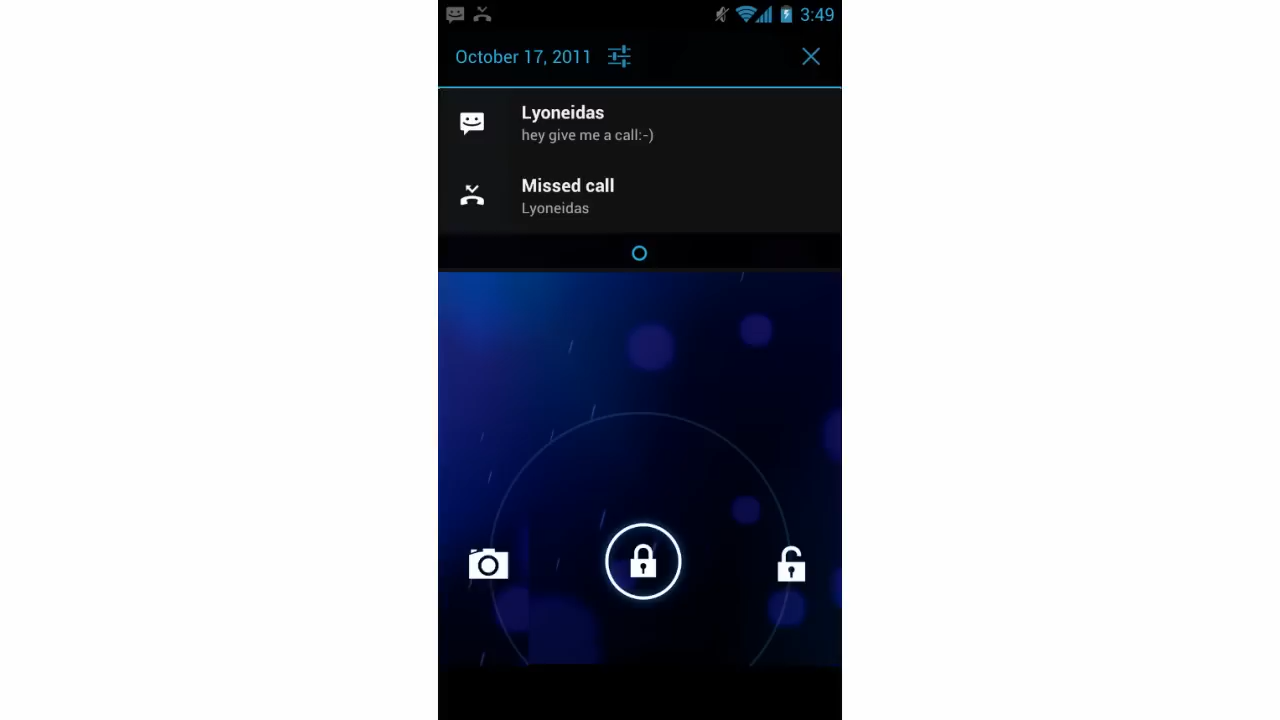 3:49
October 17, 2011
Lyoneidas
hey give me a call:-)
Missed call
Lyoneidas